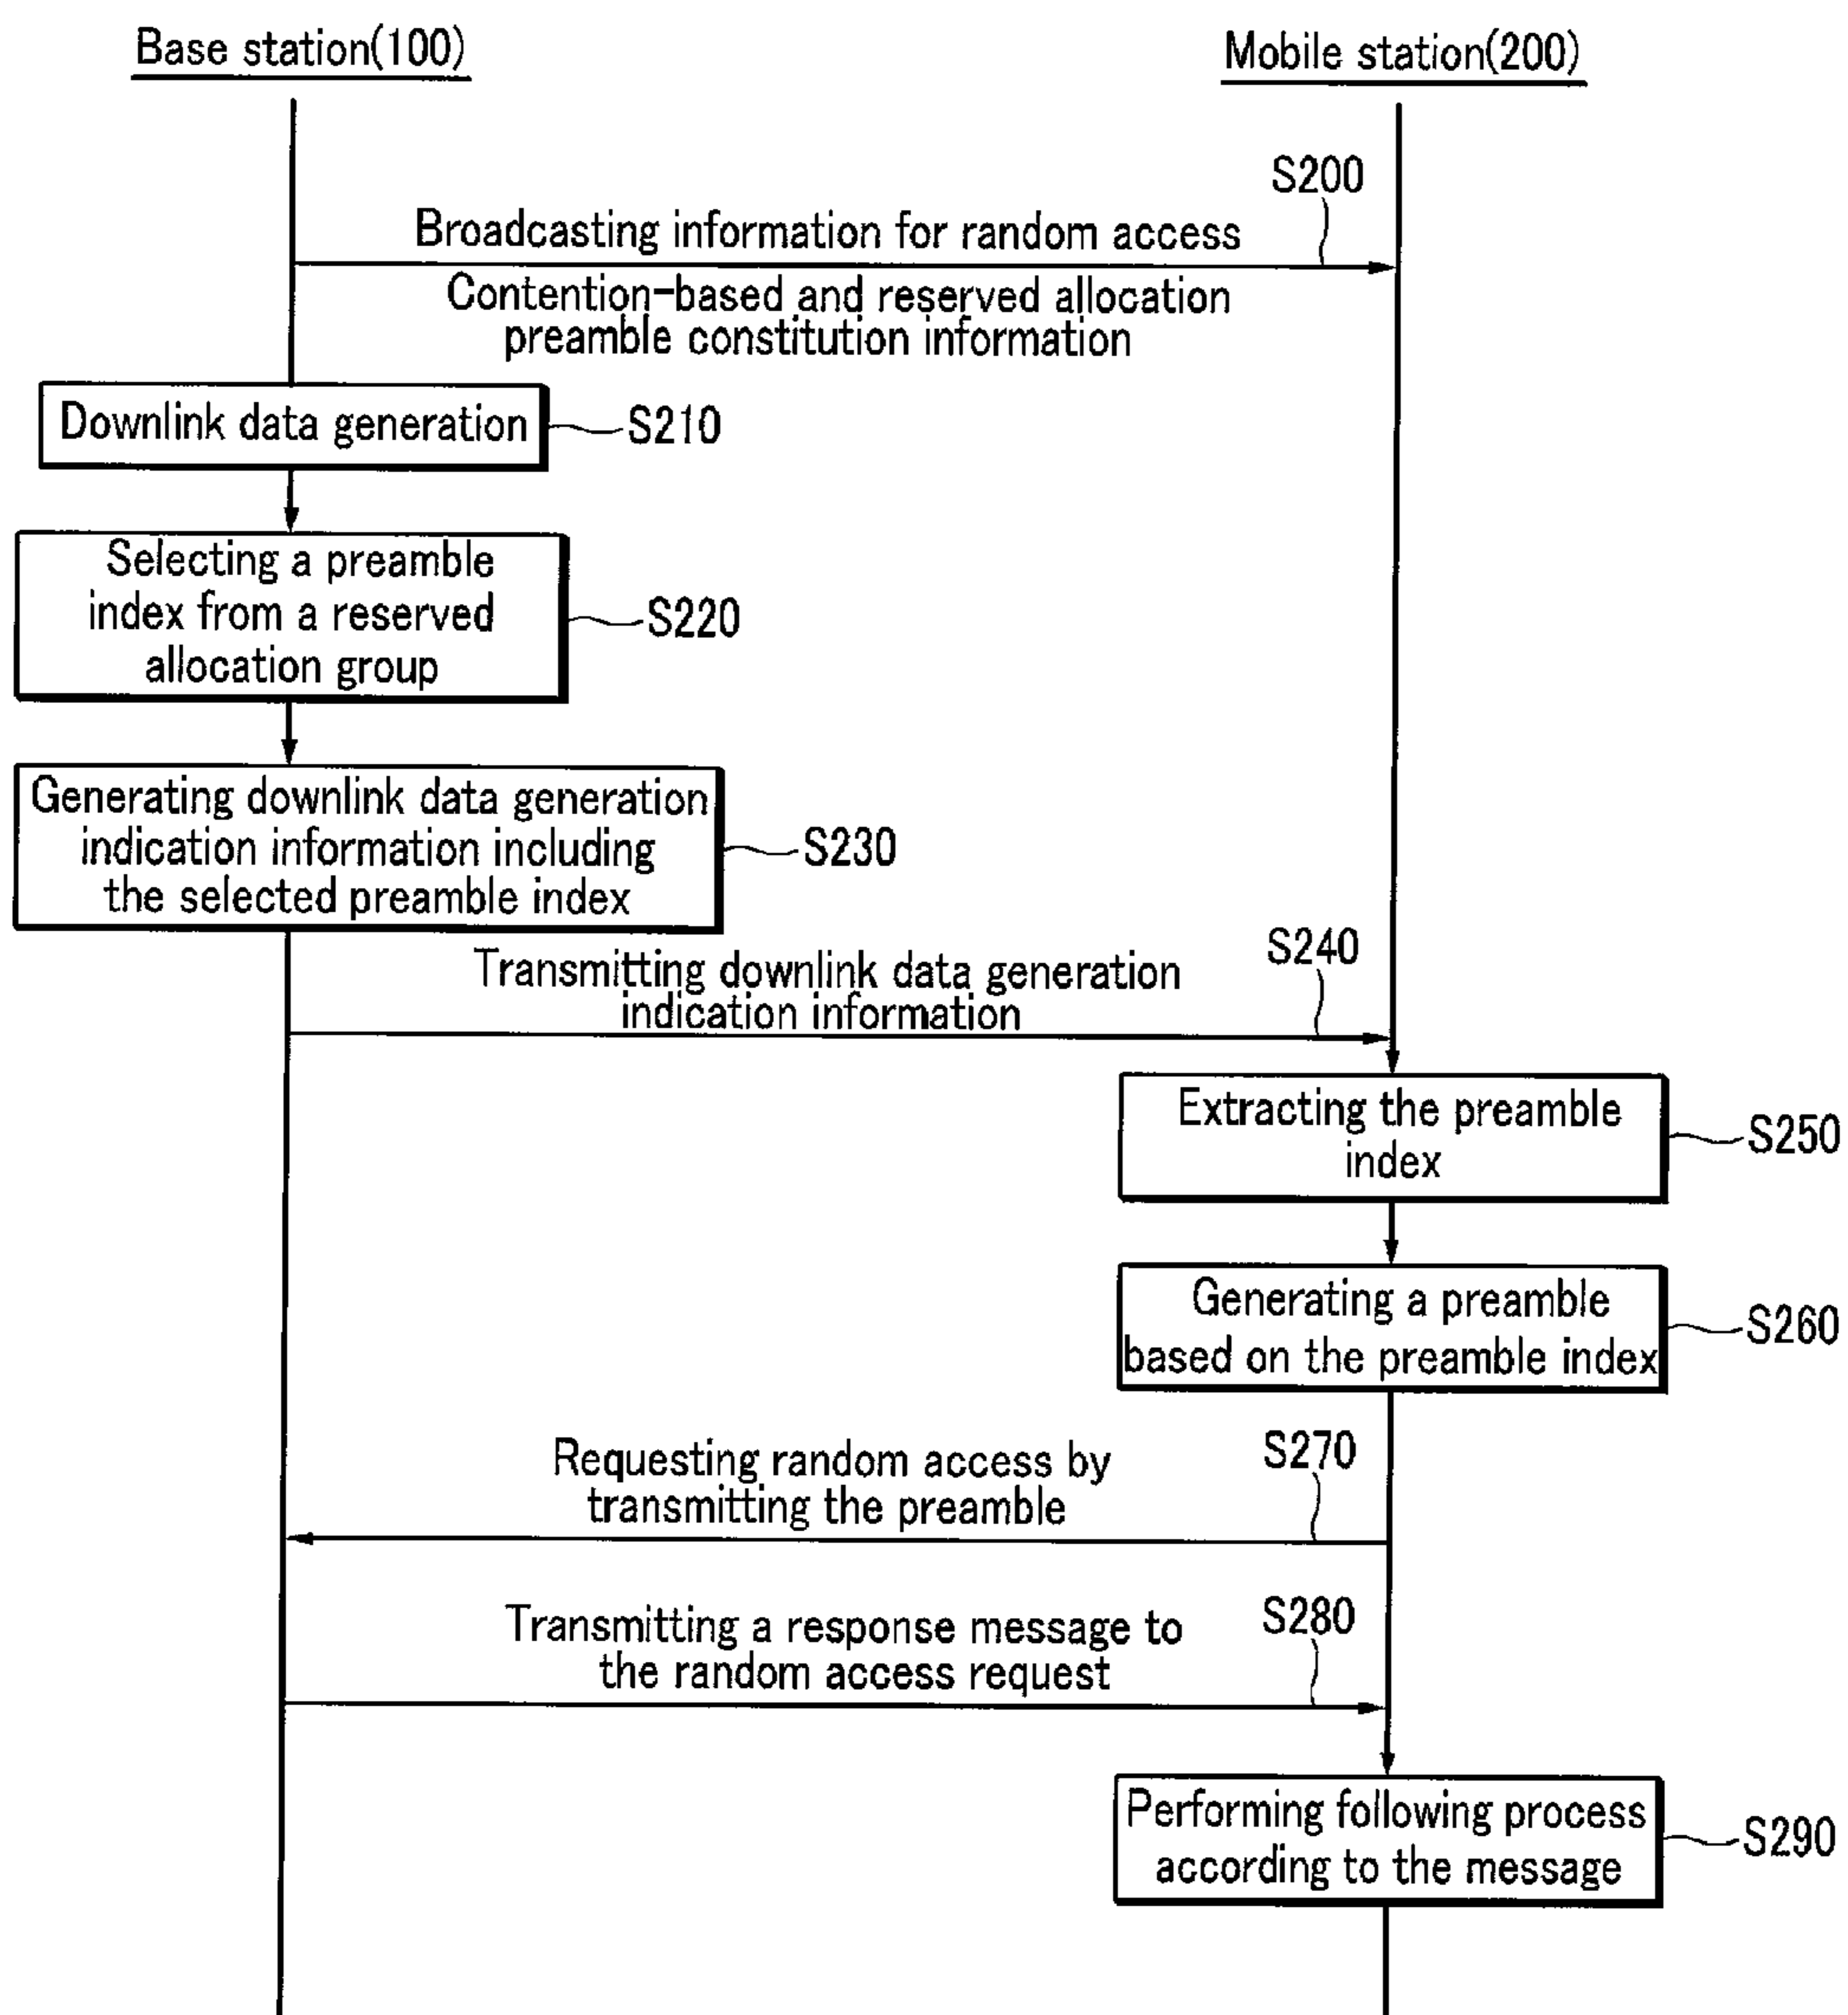 Base station(100)
Mobile station(200)
S200
Broadcasting information for random access
Contention-based and reserved allocation
preamble constitution information
Downlink data generation
S210
Selecting a preamble
index from a reserved
allocation group
S220
Generating downlink data generation
indication information including
the selected preamble index
S230
S240
Transmitting downlink data generation
indication information
Extracting the preamble
index
S250
Generating a preamble
based on the preamble index
S260
S270
Requesting random access by
transmitting the preamble
S280
Transmitting a response message to
the random access request
Performing following process
according to the message
S290